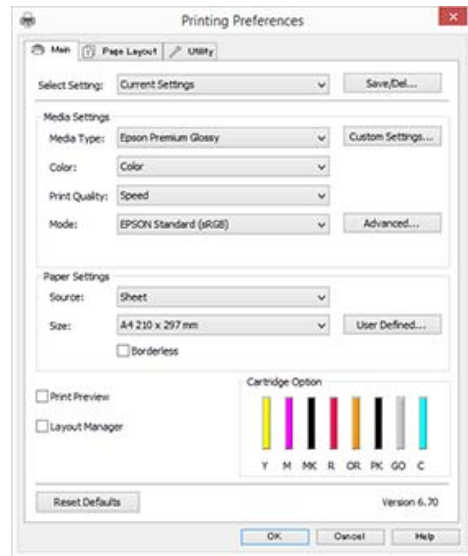 Printing Preferences
Main Page Layout Utility
Select Setting: Current Settings Save/Del...
Media Settings
Media Type: Epson Premium Glossy Custom Settings...
Color: Color
Print Quality: Speed
Mode: EPSON Standard (sRGB) Advanced...
Paper Settings
Source: Sheet
Size: A4 210 x 297 mm User Defined...
Borderless
Print Preview
Layout Manager
Cartridge Option
Y M MK R OR PK GO C
Reset Defaults Version 6.70
OK Cancel Help